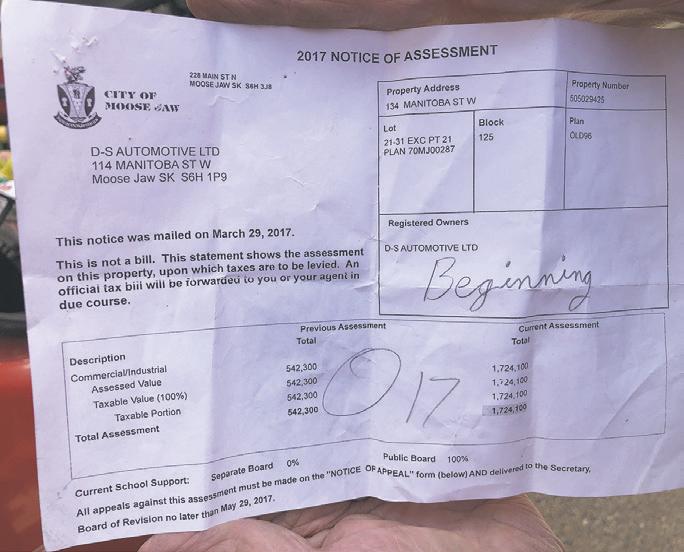 2017 NOTICE OF ASSESSMENT
CITY OF
MOOSE JAW
228 MAIN ST N
MOOSE JAW SK S6H 3J8
D-S AUTOMOTIVE LTD
114 MANITOBA ST W
Moose Jaw SK S6H 1P9
Property Address
134 MANITOBA ST W
Property Number
505029425
Lot
21-31 EXC PT 21
PLAN 70MJ00287
Block
125
Plan
OLD96
Registered Owners
D-S AUTOMOTIVE LTD
Beginning
This notice was mailed on March 29, 2017.
This is not a bill. This statement shows the assessment
on this property, upon which taxes are to be levied. An
official tax bill will be forwarded to you or your agent in
due course.
Previous Assessment
Total
Current Assessment
Total
Description
Commercial/Industrial
Assessed Value 542,300 1,724,100
Taxable Value (100%) 542,300 1,724,100
Taxable Portion 542,300 1,724,100
Total Assessment 542,300 1,724,100
017
Current School Support: Separate Board 0% Public Board 100%
All appeals against this assessment must be made on the "NOTICE OF APPEAL" form (below) AND delivered to the Secretary,
Board of Revision no later than May 29, 2017.